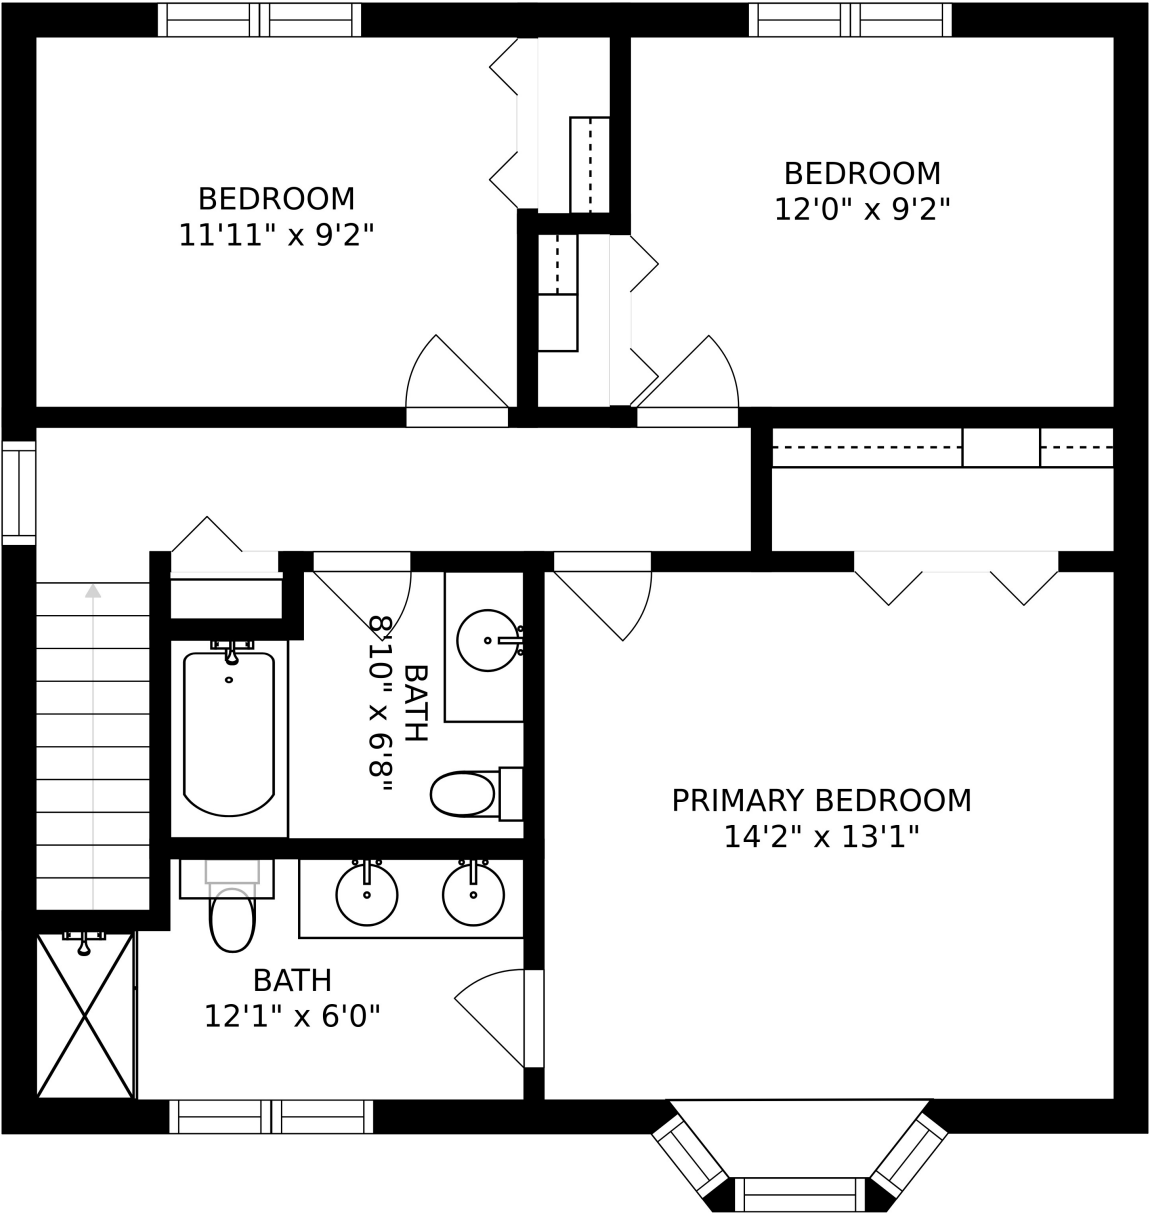 BEDROOM
11'11" x 9'2"
BEDROOM
12'0" x 9'2"
BATH
8'10" x 6'8"
PRIMARY BEDROOM
14'2" x 13'1"
BATH
12'1" x 6'0"